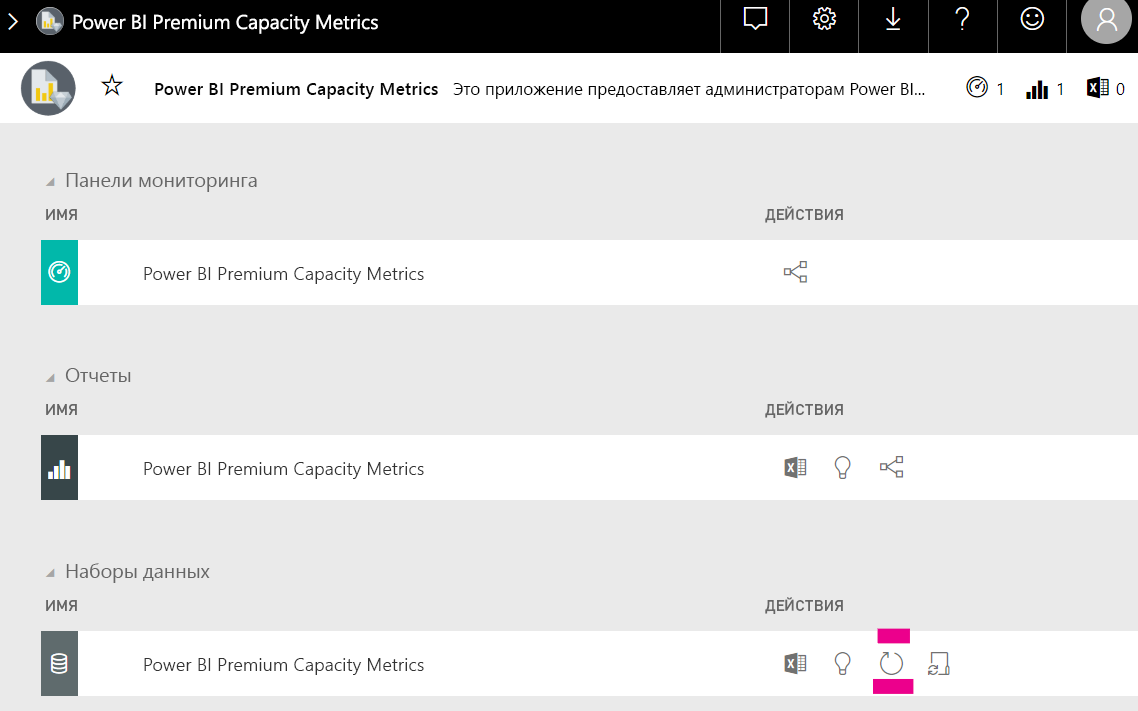 Power BI Premium Capacity Metrics
Power BI Premium Capacity Metrics Это приложение предоставляет администраторам Power BI... 1 1 0
Панели мониторинга
ИМЯ ДЕЙСТВИЯ
Power BI Premium Capacity Metrics
Отчеты
ИМЯ ДЕЙСТВИЯ
Power BI Premium Capacity Metrics
Наборы данных
ИМЯ ДЕЙСТВИЯ
Power BI Premium Capacity Metrics